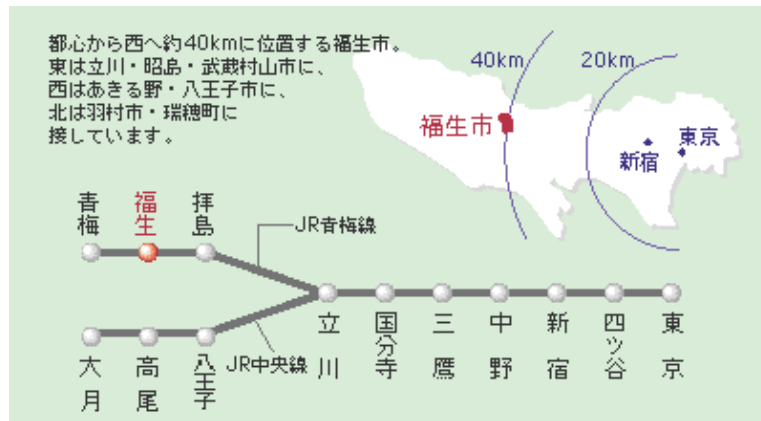 都心から西へ約40kmに位置する福生市。
東は立川・昭島・武蔵村山市に、
西はあきる野・八王子市に、
北は羽村市・瑞穂町に
接しています。
40km
20km
福生市
新宿
東京
青梅
福生
拝島
JR青梅線
立川
国分寺
三鷹
中野
新宿
四ツ谷
東京
大月
高尾
八王子
JR中央線